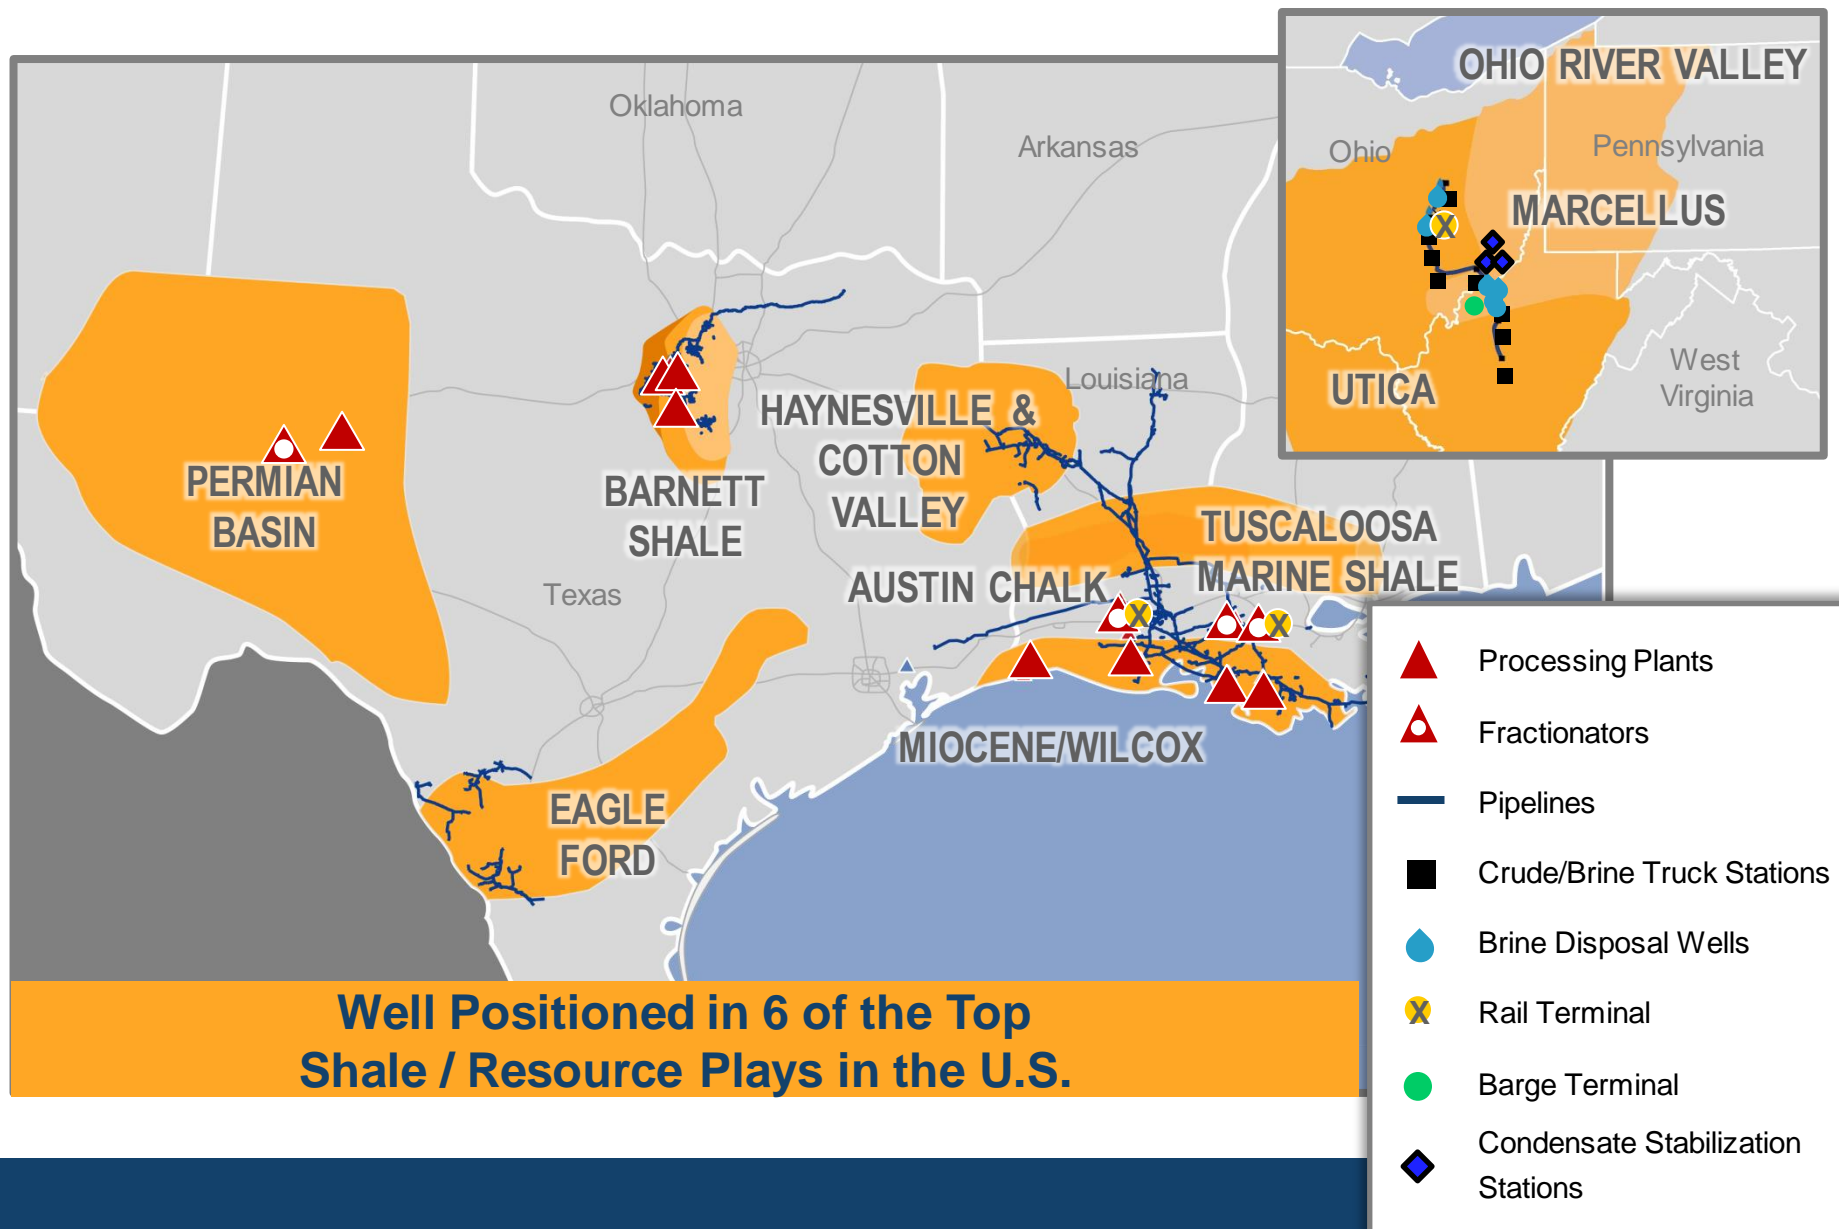 OHIO RIVER VALLEY
Ohio
Pennsylvania
MARCELLUS
West
Virginia
UTICA
Oklahoma
Arkansas
Louisiana
Texas
PERMIAN
BASIN
BARNETT
SHALE
HAYNESVILLE &
COTTON
VALLEY
TUSCALOOSA
MARINE SHALE
AUSTIN CHALK
MIOCENE/WILCOX
EAGLE
FORD
X
X
X
Processing Plants
Fractionators
Pipelines
Crude/Brine Truck Stations
Brine Disposal Wells
X
Rail Terminal
Barge Terminal
Condensate Stabilization
Stations
Well Positioned in 6 of the Top
Shale / Resource Plays in the U.S.